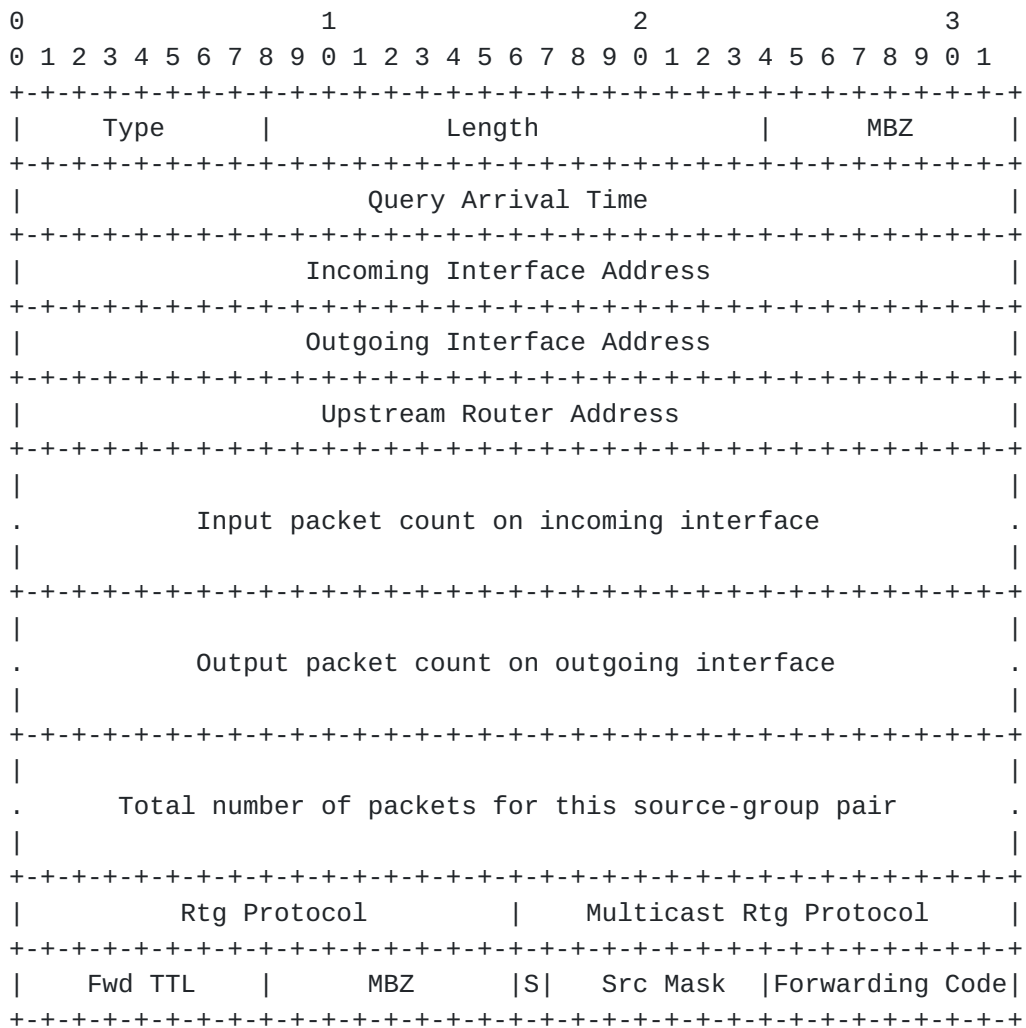 0                   1                   2                   3
0 1 2 3 4 5 6 7 8 9 0 1 2 3 4 5 6 7 8 9 0 1 2 3 4 5 6 7 8 9 0 1
+-+-+-+-+-+-+-+-+-+-+-+-+-+-+-+-+-+-+-+-+-+-+-+-+-+-+-+-+-+-+-+-+
|     Type      |           Length              |      MBZ      |
+-+-+-+-+-+-+-+-+-+-+-+-+-+-+-+-+-+-+-+-+-+-+-+-+-+-+-+-+-+-+-+-+
|                      Query Arrival Time                       |
+-+-+-+-+-+-+-+-+-+-+-+-+-+-+-+-+-+-+-+-+-+-+-+-+-+-+-+-+-+-+-+-+
|                  Incoming Interface Address                   |
+-+-+-+-+-+-+-+-+-+-+-+-+-+-+-+-+-+-+-+-+-+-+-+-+-+-+-+-+-+-+-+-+
|                  Outgoing Interface Address                   |
+-+-+-+-+-+-+-+-+-+-+-+-+-+-+-+-+-+-+-+-+-+-+-+-+-+-+-+-+-+-+-+-+
|                   Upstream Router Address                     |
+-+-+-+-+-+-+-+-+-+-+-+-+-+-+-+-+-+-+-+-+-+-+-+-+-+-+-+-+-+-+-+-+
|                                                               |
.           Input packet count on incoming interface            .
|                                                               |
+-+-+-+-+-+-+-+-+-+-+-+-+-+-+-+-+-+-+-+-+-+-+-+-+-+-+-+-+-+-+-+-+
|                                                               |
.           Output packet count on outgoing interface           .
|                                                               |
+-+-+-+-+-+-+-+-+-+-+-+-+-+-+-+-+-+-+-+-+-+-+-+-+-+-+-+-+-+-+-+-+
|                                                               |
.      Total number of packets for this source-group pair       .
|                                                               |
+-+-+-+-+-+-+-+-+-+-+-+-+-+-+-+-+-+-+-+-+-+-+-+-+-+-+-+-+-+-+-+-+
|          Rtg Protocol         |    Multicast Rtg Protocol     |
+-+-+-+-+-+-+-+-+-+-+-+-+-+-+-+-+-+-+-+-+-+-+-+-+-+-+-+-+-+-+-+-+
|    Fwd TTL    |      MBZ      |S|   Src Mask  |Forwarding Code|
+-+-+-+-+-+-+-+-+-+-+-+-+-+-+-+-+-+-+-+-+-+-+-+-+-+-+-+-+-+-+-+-+